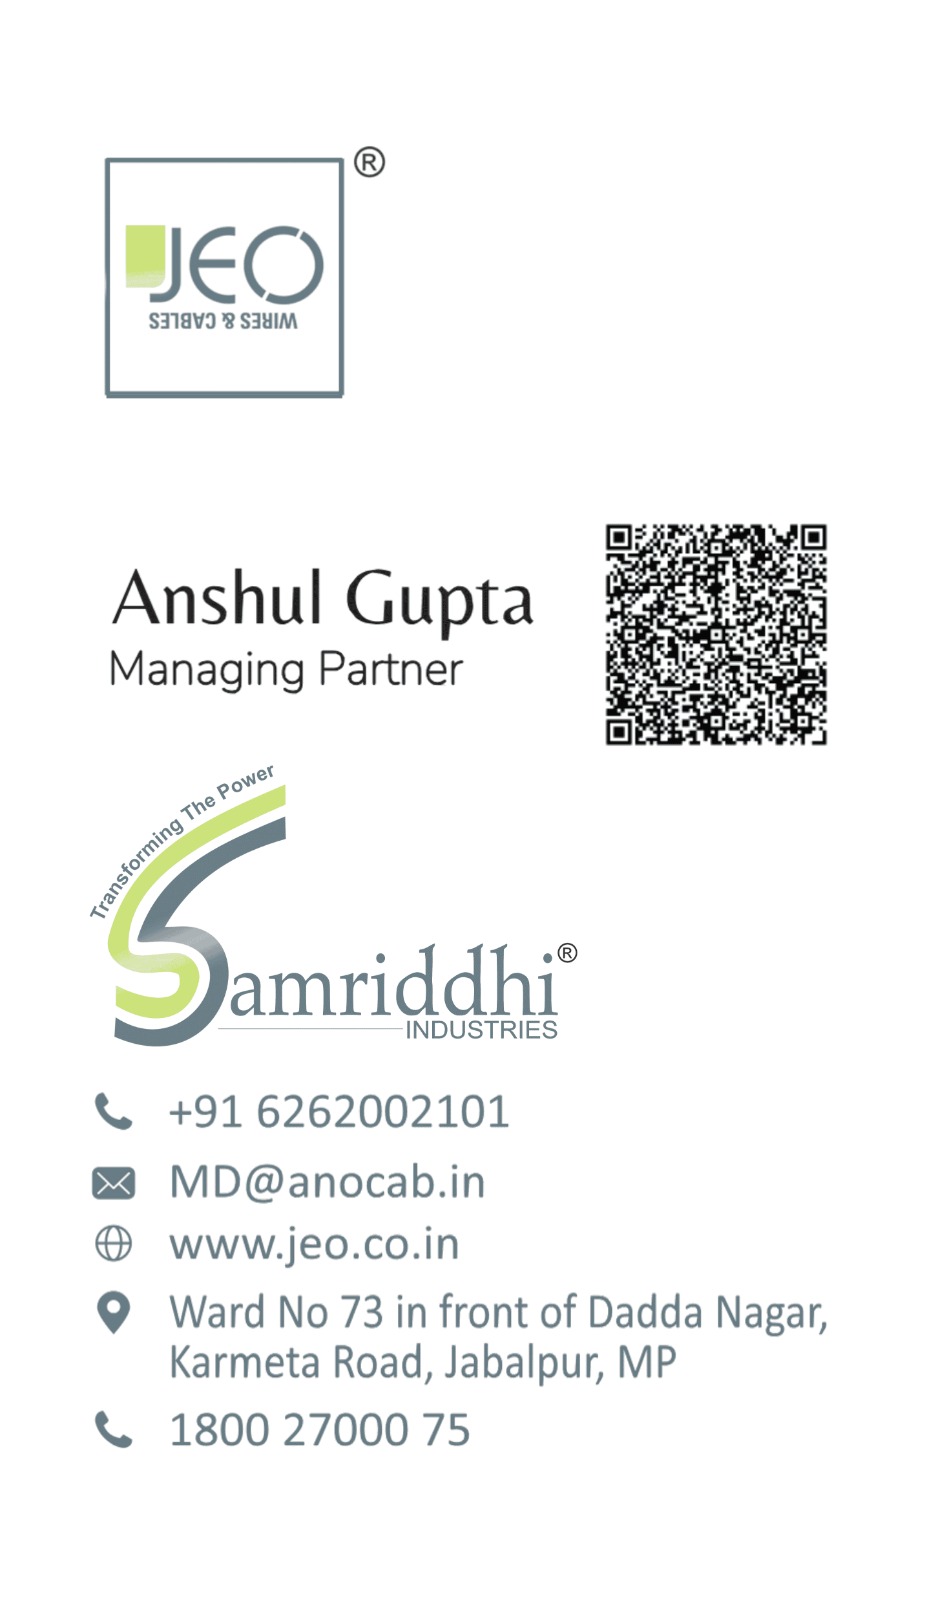 ®
JEO
WIRES & CABLES
Anshul Gupta
Managing Partner
Transforming The Power
Samriddhi®
INDUSTRIES
+91 6262002101
MD@anocab.in
www.jeo.co.in
Ward No 73 in front of Dadda Nagar,
Karmeta Road, Jabalpur, MP
1800 27000 75